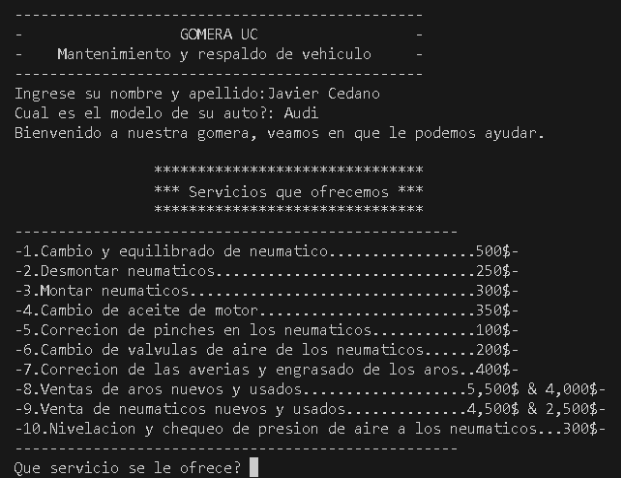 -----------------------------------------------
-                  GOMERA UC                  -
-    Mantenimiento y respaldo de vehiculo     -
-----------------------------------------------
Ingrese su nombre y apellido:Javier Cedano
Cual es el modelo de su auto?: Audi
Bienvenido a nuestra gomera, veamos en que le podemos ayudar.
*******************************
*** Servicios que ofrecemos ***
*******************************
---------------------------------------------------
-1.Cambio y equilibrado de neumatico.................500$-
-2.Desmontar neumaticos..............................250$-
-3.Montar neumaticos.................................300$-
-4.Cambio de aceite de motor.........................350$-
-5.Correcion de pinches en los neumaticos............100$-
-6.Cambio de valvulas de aire de los neumaticos......200$-
-7.Correcion de las averias y engrasado de los aros..400$-
-8.Ventas de aros nuevos y usados...................5,500$ & 4,000$-
-9.Venta de neumaticos nuevos y usados..............4,500$ & 2,500$-
-10.Nivelacion y chequeo de presion de aire a los neumaticos...300$-
---------------------------------------------------
Que servicio se le ofrece?